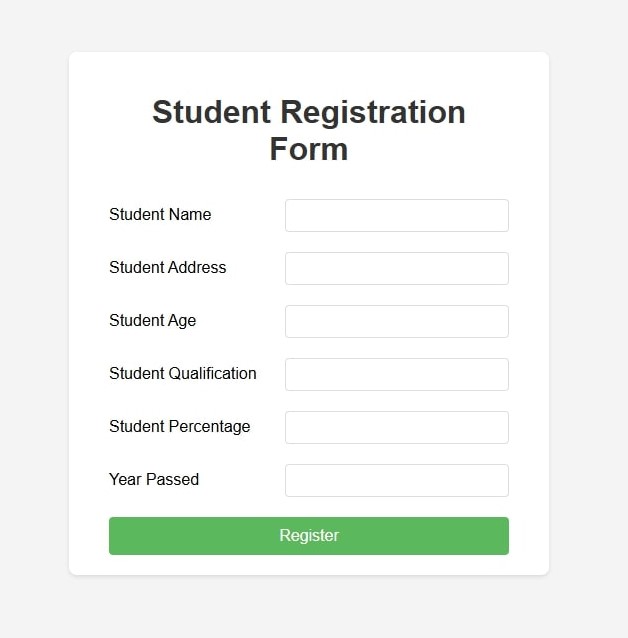 Student Registration
Form
Student Name
Student Address
Student Age
Student Qualification
Student Percentage
Year Passed
Register